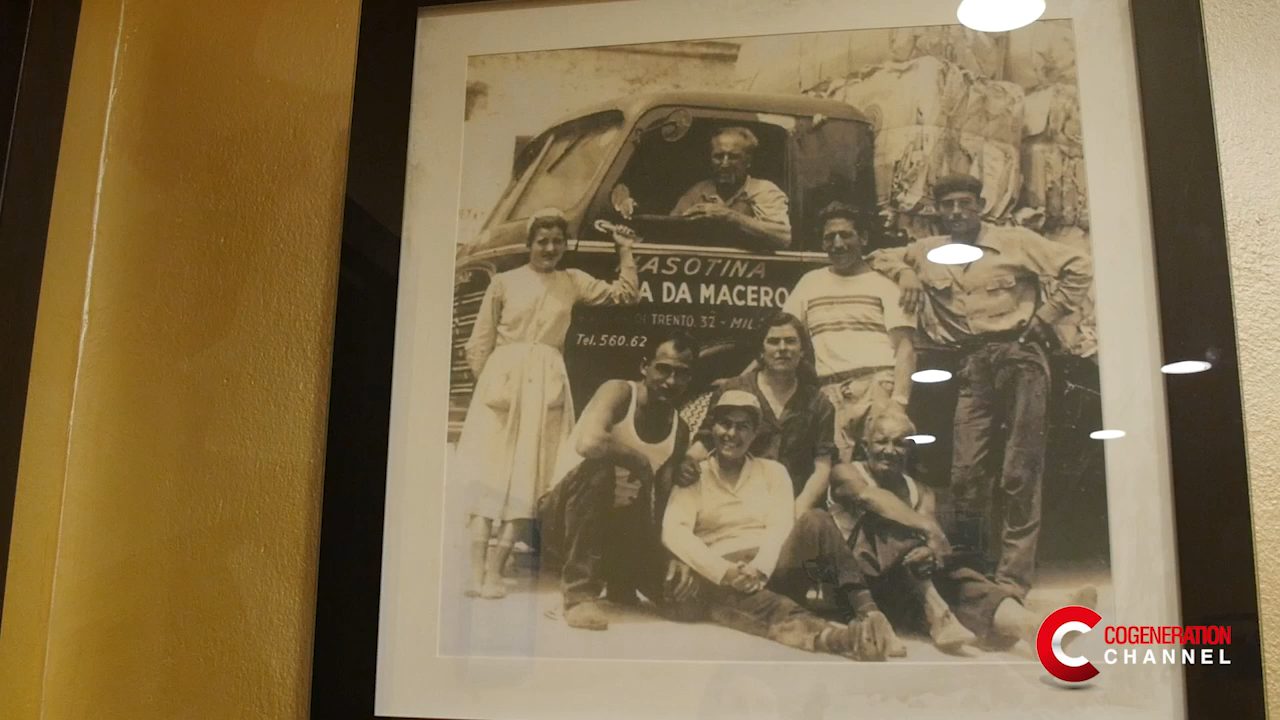 ASOTINA
A DA MACERO
TRENTO, 32 - MIL
Tel. 560.62
COGENERATION
CHANNEL